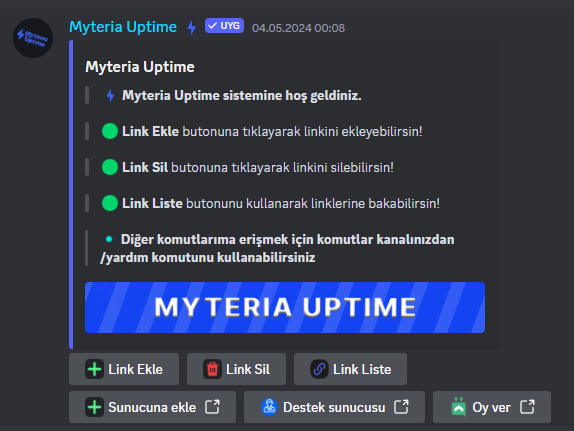 Myteria Uptime
Myteria Uptime UYG 04.05.2024 00:08
Myteria Uptime
Myteria Uptime sistemine hoş geldiniz.
Link Ekle butonuna tıklayarak linkini ekleyebilirsin!
Link Sil butonuna tıklayarak linkini silebilirsin!
Link Liste butonunu kullanarak linklerine bakabilirsin!
Diğer komutlarıma erişmek için komutlar kanalınızdan
/yardım komutunu kullanabilirsiniz
MYTERIA UPTIME
Link Ekle Link Sil Link Liste
Sunucuna ekle Destek sunucusu Oy ver